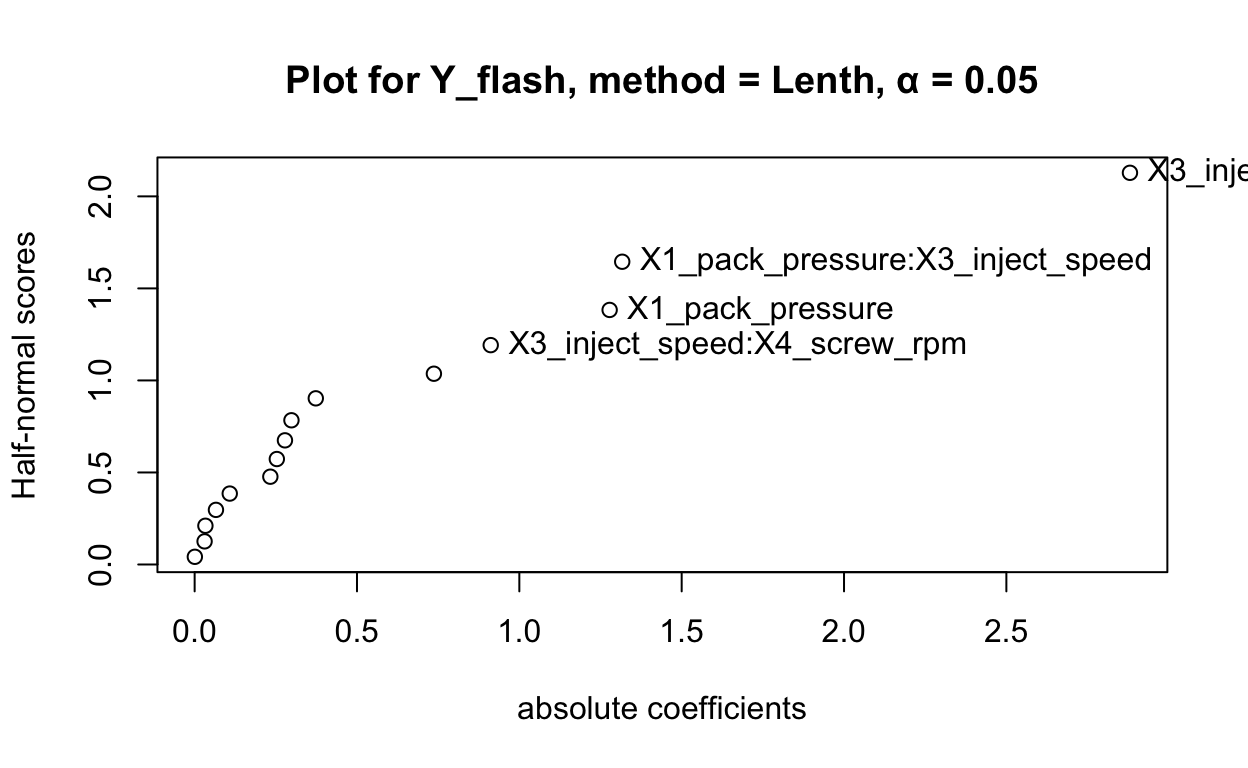 Plot for Y_flash, method = Lenth, α = 0.05
X3_inje
X1_pack_pressure:X3_inject_speed
X1_pack_pressure
X3_inject_speed:X4_screw_rpm
Half-normal scores
2.0
1.5
1.0
0.5
0.0
0.0 0.5 1.0 1.5 2.0 2.5
absolute coefficients